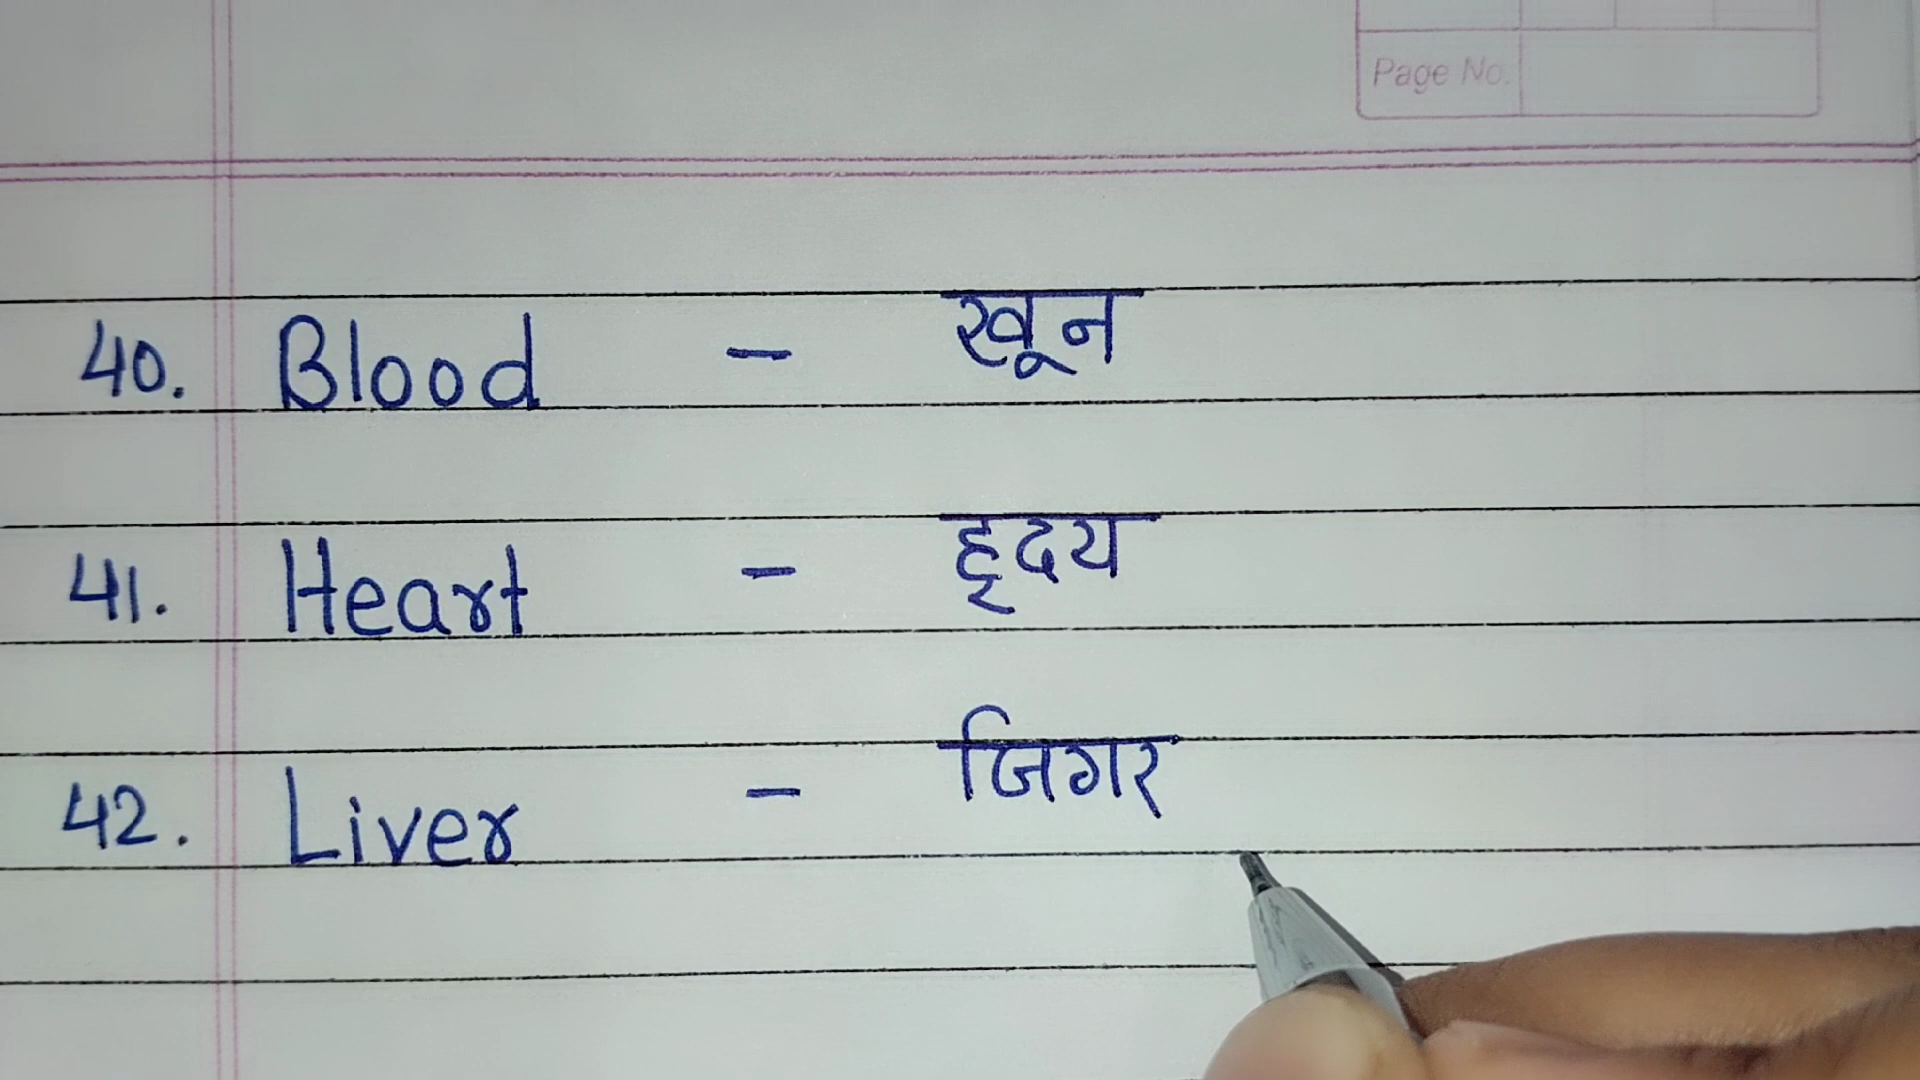 Page No.
40. Blood - खून
41. Heart - हृदय
42. Liver - जिगर